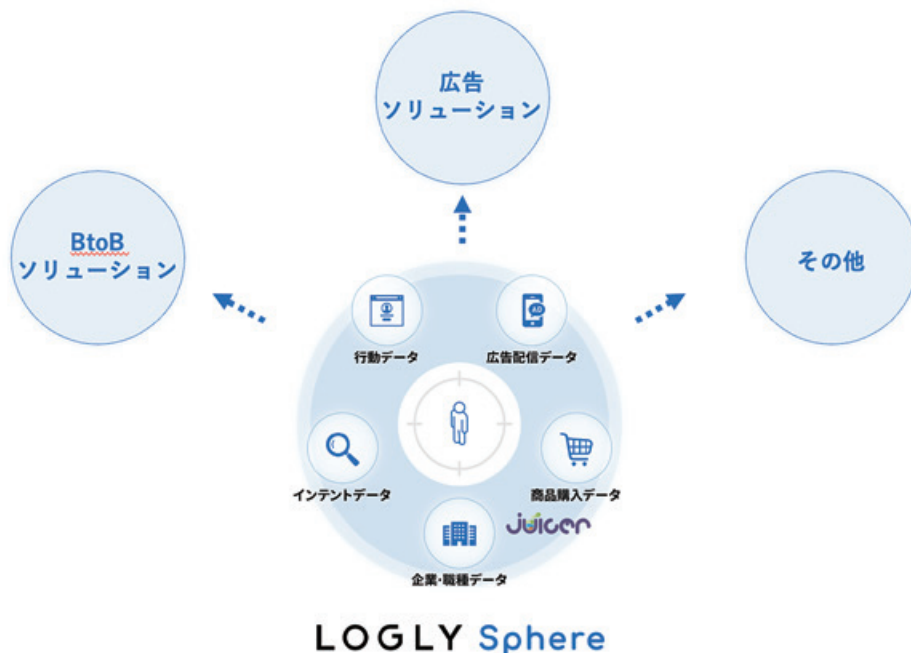 広告
ソリューション
BtoB
ソリューション
その他
AD
行動データ
広告配信データ
インテントデータ
商品購入データ
juicer
企業・職種データ
LOGLY Sphere